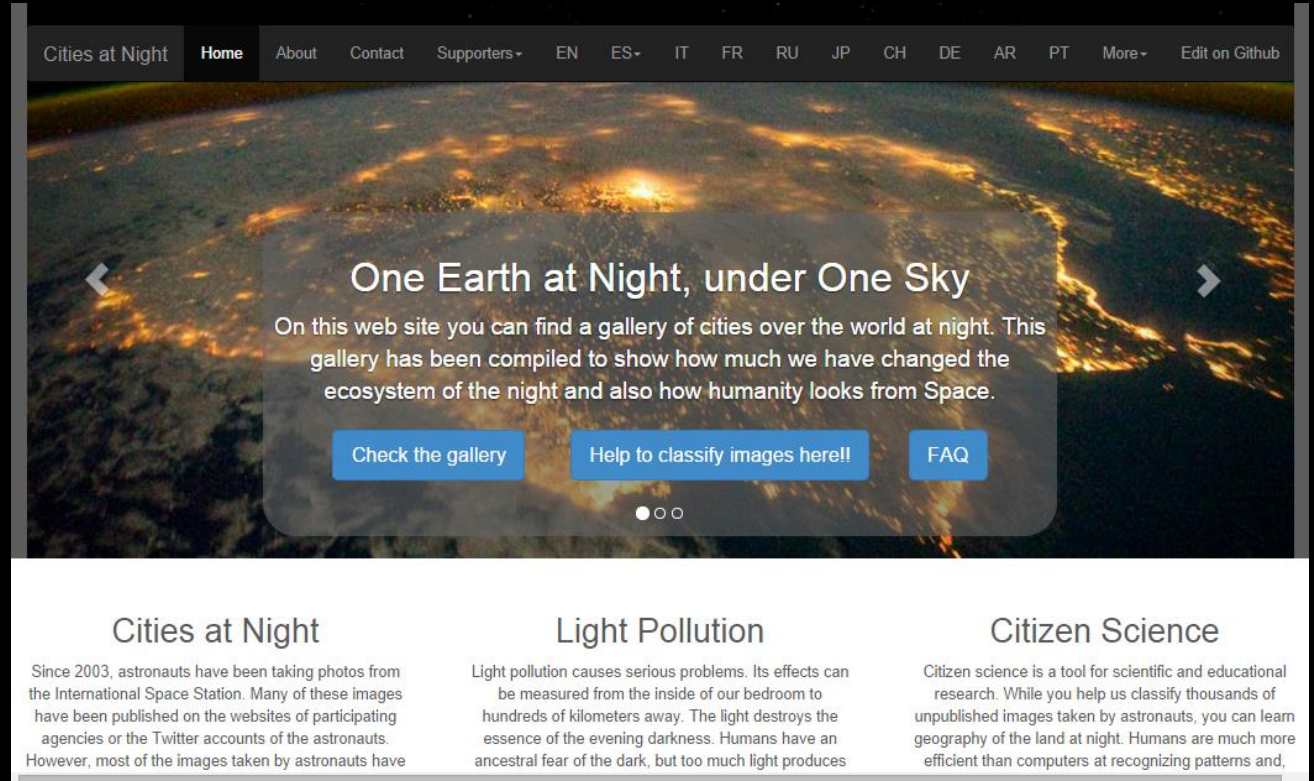 Cities at Night Home About Contact Supporters EN ES IT FR RU JP CH DE AR PT More Edit on Github
One Earth at Night, under One Sky
On this web site you can find a gallery of cities over the world at night. This
gallery has been compiled to show how much we have changed the
ecosystem of the night and also how humanity looks from Space.
Check the gallery Help to classify images here!! FAQ
Cities at Night
Since 2003, astronauts have been taking photos from
the International Space Station. Many of these images
have been published on the websites of participating
agencies or the Twitter accounts of the astronauts.
However, most of the images taken by astronauts have
Light Pollution
Light pollution causes serious problems. Its effects can
be measured from the inside of our bedroom to
hundreds of kilometers away. The light destroys the
essence of the evening darkness. Humans have an
ancestral fear of the dark, but too much light produces
Citizen Science
Citizen science is a tool for scientific and educational
research. While you help us classify thousands of
unpublished images taken by astronauts, you can learn
geography of the land at night. Humans are much more
efficient than computers at recognizing patterns and,